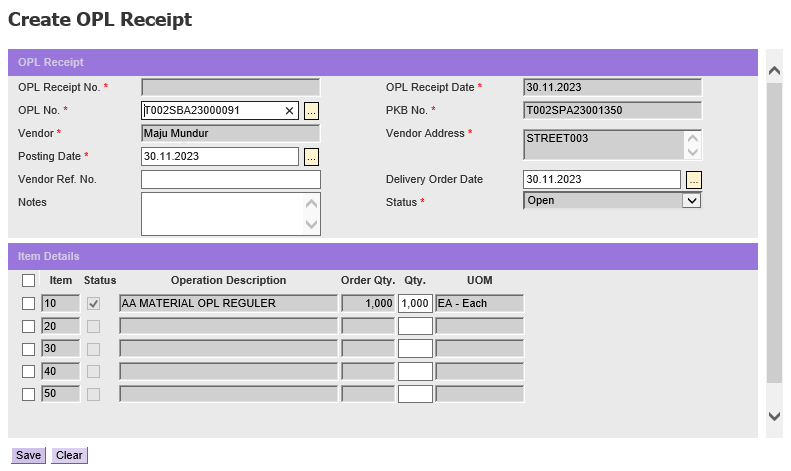 Create OPL Receipt
OPL Receipt
OPL Receipt No. *
OPL Receipt Date * 30.11.2023
OPL No. * T002SBA23000091 × ...
PKB No. * T002SPA23001350
Vendor * Maju Mundur
Vendor Address * STREET003
Posting Date * 30.11.2023 ...
Vendor Ref. No.
Delivery Order Date 30.11.2023 ...
Notes
Status * Open
Item Details
Item Status Operation Description Order Qty. Qty. UOM
10 AA MATERIAL OPL REGULER 1,000 1,000 EA - Each
20
30
40
50
Save Clear